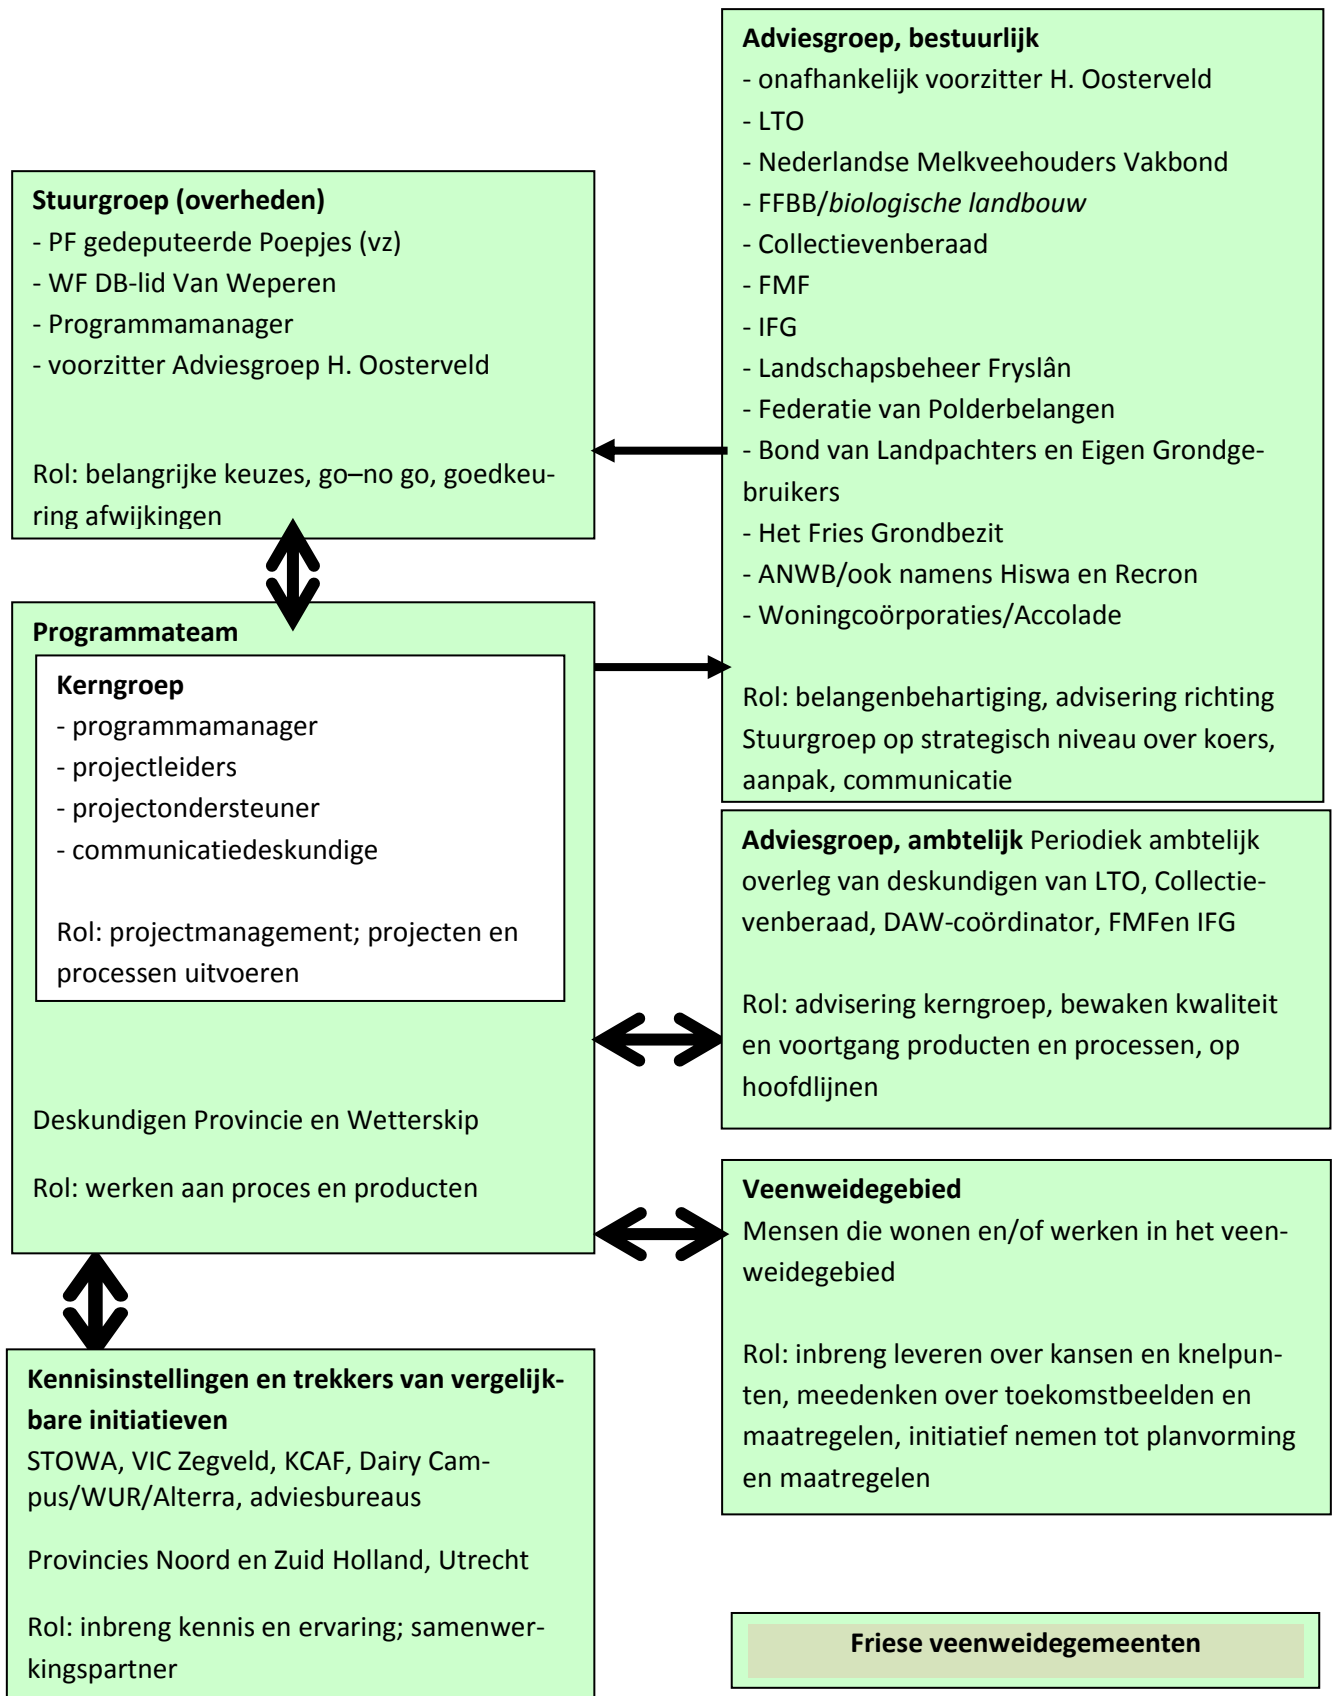 Adviesgroep, bestuurlijk
- onafhankelijk voorzitter H. Oosterveld
- LTO
- Nederlandse Melkveehouders Vakbond
- FFBB/biologische landbouw
- Collectievenberaad
- FMF
- IFG
- Landschapsbeheer Fryslân
- Federatie van Polderbelangen
- Bond van Landpachters en Eigen Grondge-
bruikers
- Het Fries Grondbezit
- ANWB/ook namens Hiswa en Recron
- Woningcoörporaties/Accolade
Rol: belangenbehartiging, advisering richting
Stuurgroep op strategisch niveau over koers,
aanpak, communicatie
Stuurgroep (overheden)
- PF gedeputeerde Poepjes (vz)
- WF DB-lid Van Weperen
- Programmamanager
- voorzitter Adviesgroep H. Oosterveld
Rol: belangrijke keuzes, go–no go, goedkeu-
ring afwijkingen
Programmateam
Kerngroep
- programmamanager
- projectleiders
- projectondersteuner
- communicatiedeskundige
Rol: projectmanagement; projecten en
processen uitvoeren
Deskundigen Provincie en Wetterskip
Rol: werken aan proces en producten
Adviesgroep, ambtelijk Periodiek ambtelijk
overleg van deskundigen van LTO, Collectie-
venberaad, DAW-coördinator, FMFen IFG
Rol: advisering kerngroep, bewaken kwaliteit
en voortgang producten en processen, op
hoofdlijnen
Veenweidegebied
Mensen die wonen en/of werken in het veen-
weidegebied
Rol: inbreng leveren over kansen en knelpun-
ten, meedenken over toekomstbeelden en
maatregelen, initiatief nemen tot planvorming
en maatregelen
Kennisinstellingen en trekkers van vergelijk-
bare initiatieven
STOWA, VIC Zegveld, KCAF, Dairy Cam-
pus/WUR/Alterra, adviesbureaus
Provincies Noord en Zuid Holland, Utrecht
Rol: inbreng kennis en ervaring; samenwer-
kingspartner
Friese veenweidegemeenten